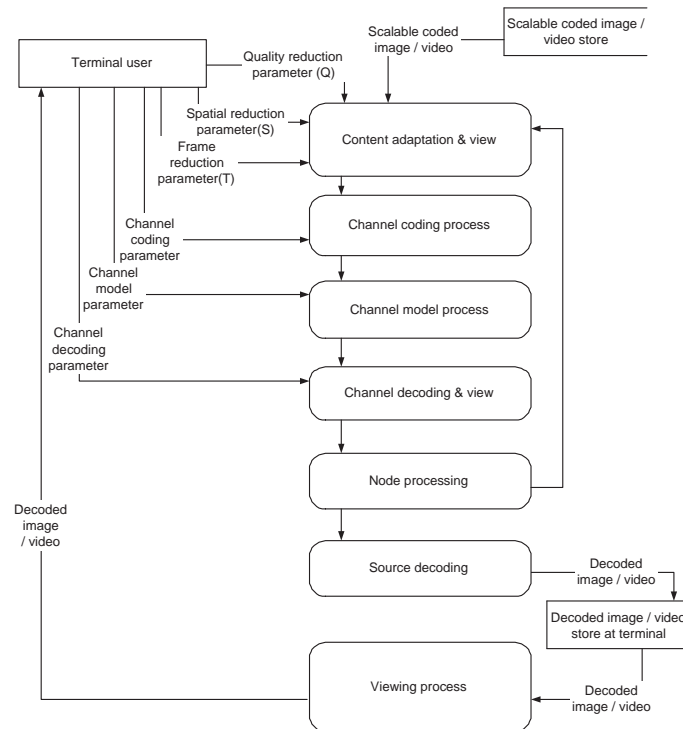 Scalable coded
image / video
Scalable coded image /
video store
Terminal user
Quality reduction
parameter (Q)
Spatial reduction
parameter(S)
Frame
reduction
parameter(T)
Content adaptation & view
Channel
coding
parameter
Channel coding process
Channel
model
parameter
Channel model process
Channel
decoding
parameter
Channel decoding & view
Node processing
Decoded
image
/ video
Source decoding
Decoded
image / video
Decoded image / video
store at terminal
Viewing process
Decoded
image / video